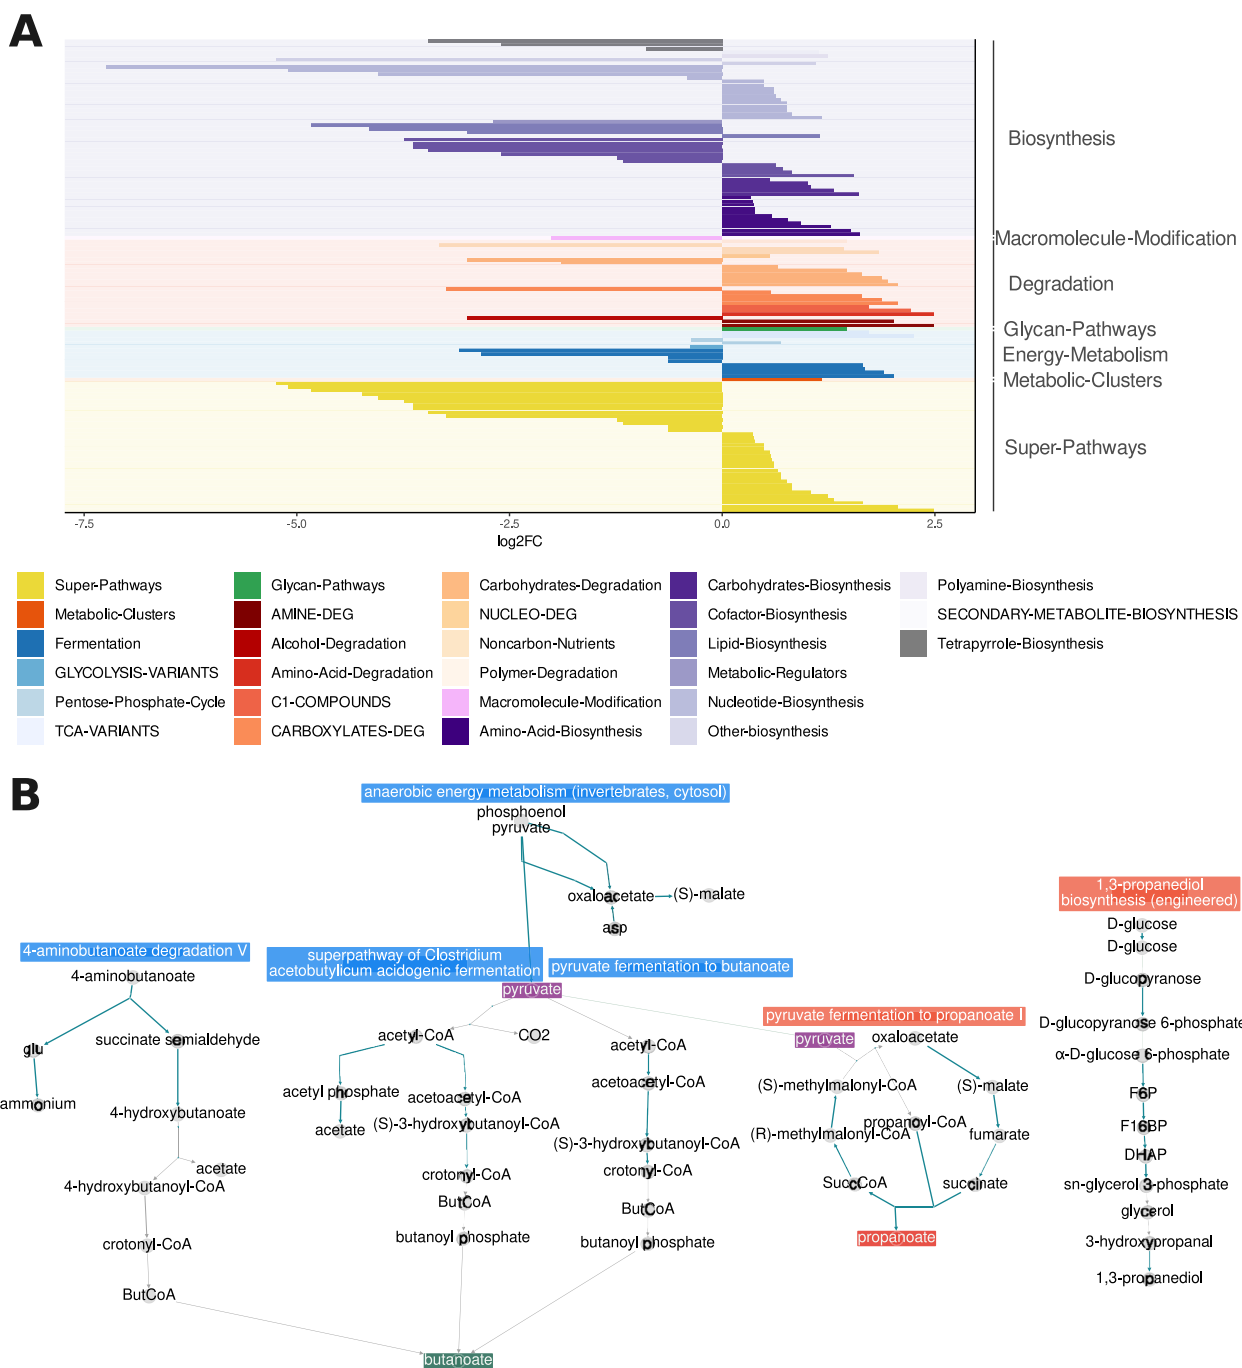 A
Biosynthesis
Macromolecule-Modification
Degradation
Glycan-Pathways
Energy-Metabolism
Metabolic-Clusters
Super-Pathways
-7.5
-5.0
-2.5
0.0
2.5
log2FC
Super-Pathways
Metabolic-Clusters
Fermentation
GLYCOLYSIS-VARIANTS
Pentose-Phosphate-Cycle
TCA-VARIANTS
Glycan-Pathways
AMINE-DEG
Alcohol-Degradation
Amino-Acid-Degradation
C1-COMPOUNDS
CARBOXYLATES-DEG
Carbohydrates-Degradation
NUCLEO-DEG
Noncarbon-Nutrients
Polymer-Degradation
Macromolecule-Modification
Amino-Acid-Biosynthesis
Carbohydrates-Biosynthesis
Cofactor-Biosynthesis
Lipid-Biosynthesis
Metabolic-Regulators
Nucleotide-Biosynthesis
Other-biosynthesis
Polyamine-Biosynthesis
SECONDARY-METABOLITE-BIOSYNTHESIS
Tetrapyrrole-Biosynthesis
B
anaerobic energy metabolism (invertebrates, cytosol)
phosphoenol
pyruvate
oxaloacetate
(S)-malate
asp
4-aminobutanoate degradation V
4-aminobutanoate
glu
succinate semialdehyde
ammonium
4-hydroxybutanoate
acetate
4-hydroxybutanoyl-CoA
crotonyl-CoA
ButCoA
superpathway of Clostridium
acetobutylicum acidogenic fermentation
pyruvate fermentation to butanoate
pyruvate
acetyl-CoA
CO2
acetyl phosphate
acetate
acetoacetyl-CoA
(S)-3-hydroxybutanoyl-CoA
crotonyl-CoA
ButCoA
butanoyl phosphate
acetyl-CoA
acetoacetyl-CoA
(S)-3-hydroxybutanoyl-CoA
crotonyl-CoA
ButCoA
butanoyl phosphate
butanoate
pyruvate fermentation to propanoate I
pyruvate
oxaloacetate
(S)-methylmalonyl-CoA
(S)-malate
propanoyl-CoA
(R)-methylmalonyl-CoA
fumarate
SuccCoA
succinate
propanoate
1,3-propanediol
biosynthesis (engineered)
D-glucose
D-glucose
D-glucopyranose
D-glucopyranose 6-phosphate
α-D-glucose 6-phosphate
F6P
F16BP
DHAP
sn-glycerol 3-phosphate
glycerol
3-hydroxypropanal
1,3-propanediol